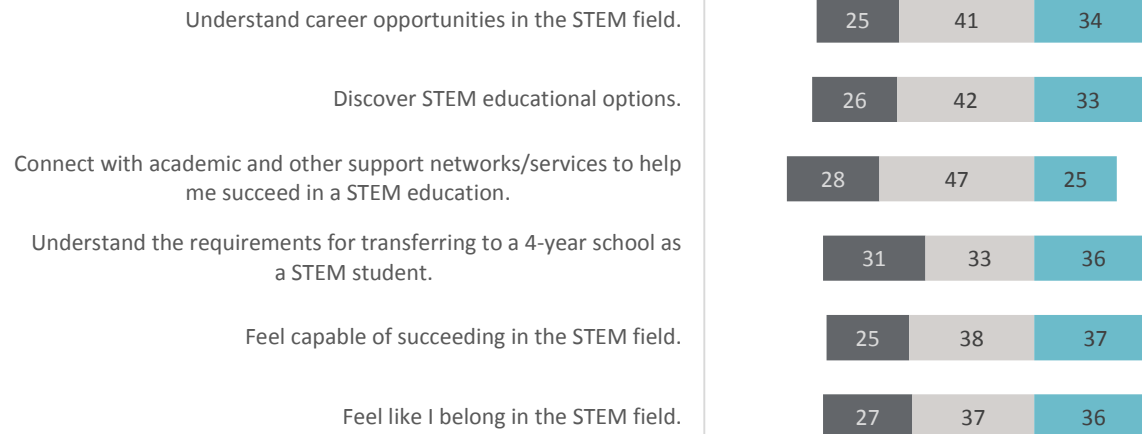 Understand career opportunities in the STEM field.
25 41 34
Discover STEM educational options.
26 42 33
Connect with academic and other support networks/services to help
me succeed in a STEM education.
28 47 25
Understand the requirements for transferring to a 4-year school as
a STEM student.
31 33 36
Feel capable of succeeding in the STEM field.
25 38 37
Feel like I belong in the STEM field.
27 37 36